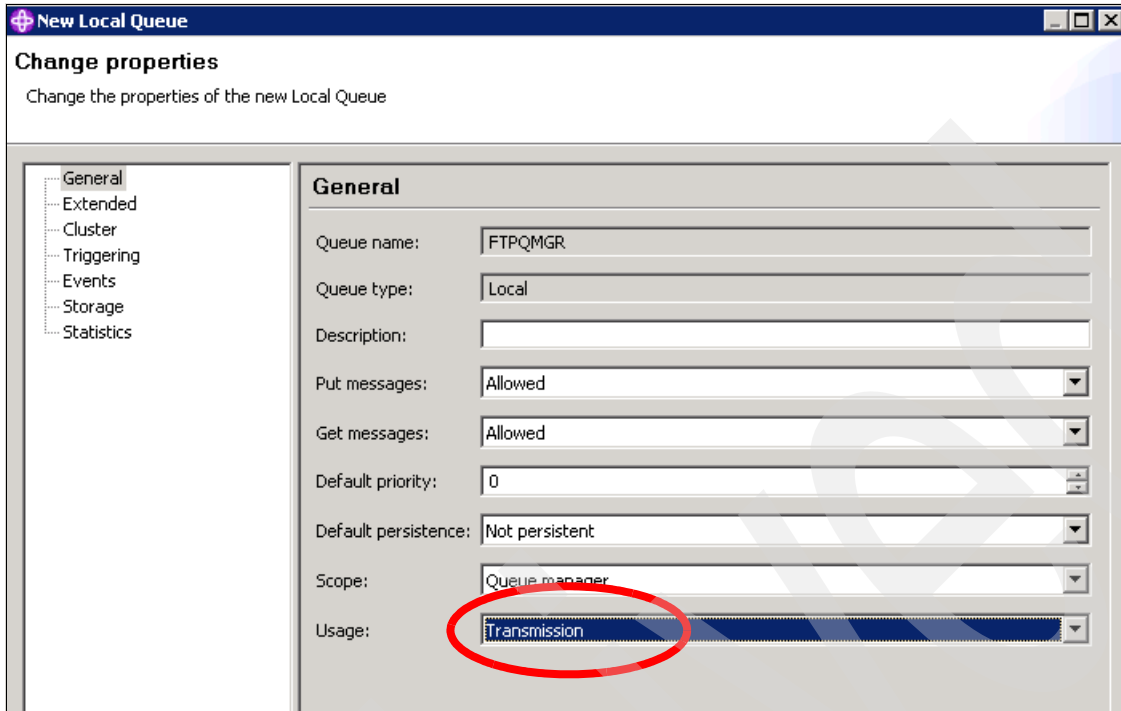 New Local Queue
Change properties
Change the properties of the new Local Queue
General
Extended
Cluster
Triggering
Events
Storage
Statistics
General
Queue name: FTPQMGR
Queue type: Local
Description:
Put messages: Allowed
Get messages: Allowed
Default priority: 0
Default persistence: Not persistent
Scope: Queue manager
Usage: Transmission